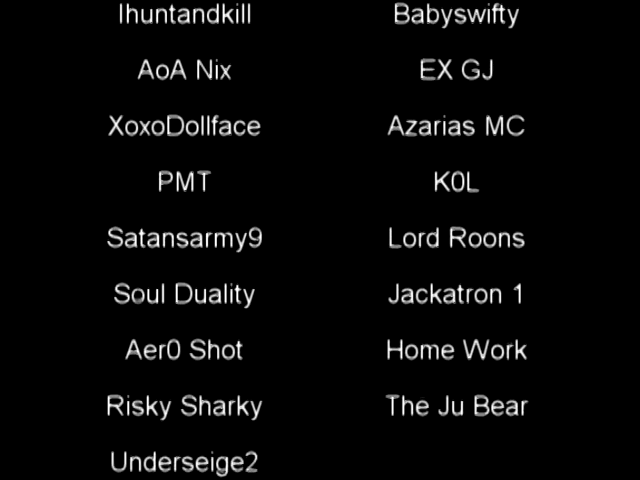 Ihuntandkill Babyswifty
AoA Nix EX GJ
XoxoDollface Azarias MC
PMT K0L
Satansarmy9 Lord Roons
Soul Duality Jackatron 1
Aer0 Shot Home Work
Risky Sharky The Ju Bear
Underseige2